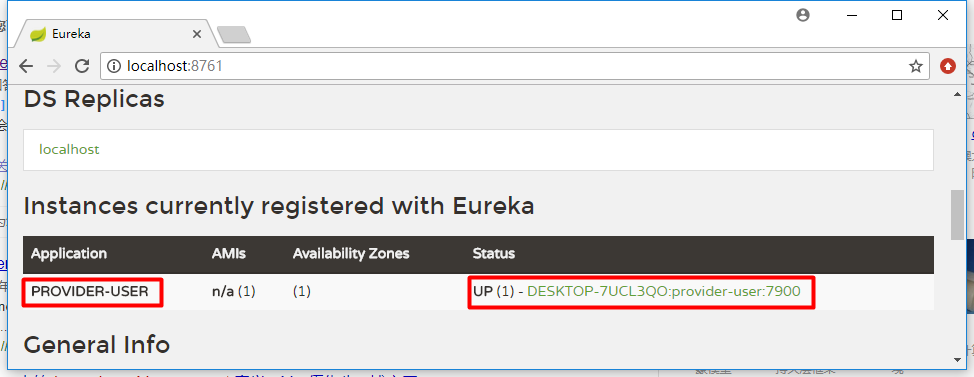 Eureka
localhost:8761
DS Replicas
localhost
Instances currently registered with Eureka
Application AMIs Availability Zones Status
PROVIDER-USER n/a (1) (1) UP (1) - DESKTOP-7UCL3QO:provider-user:7900
General Info